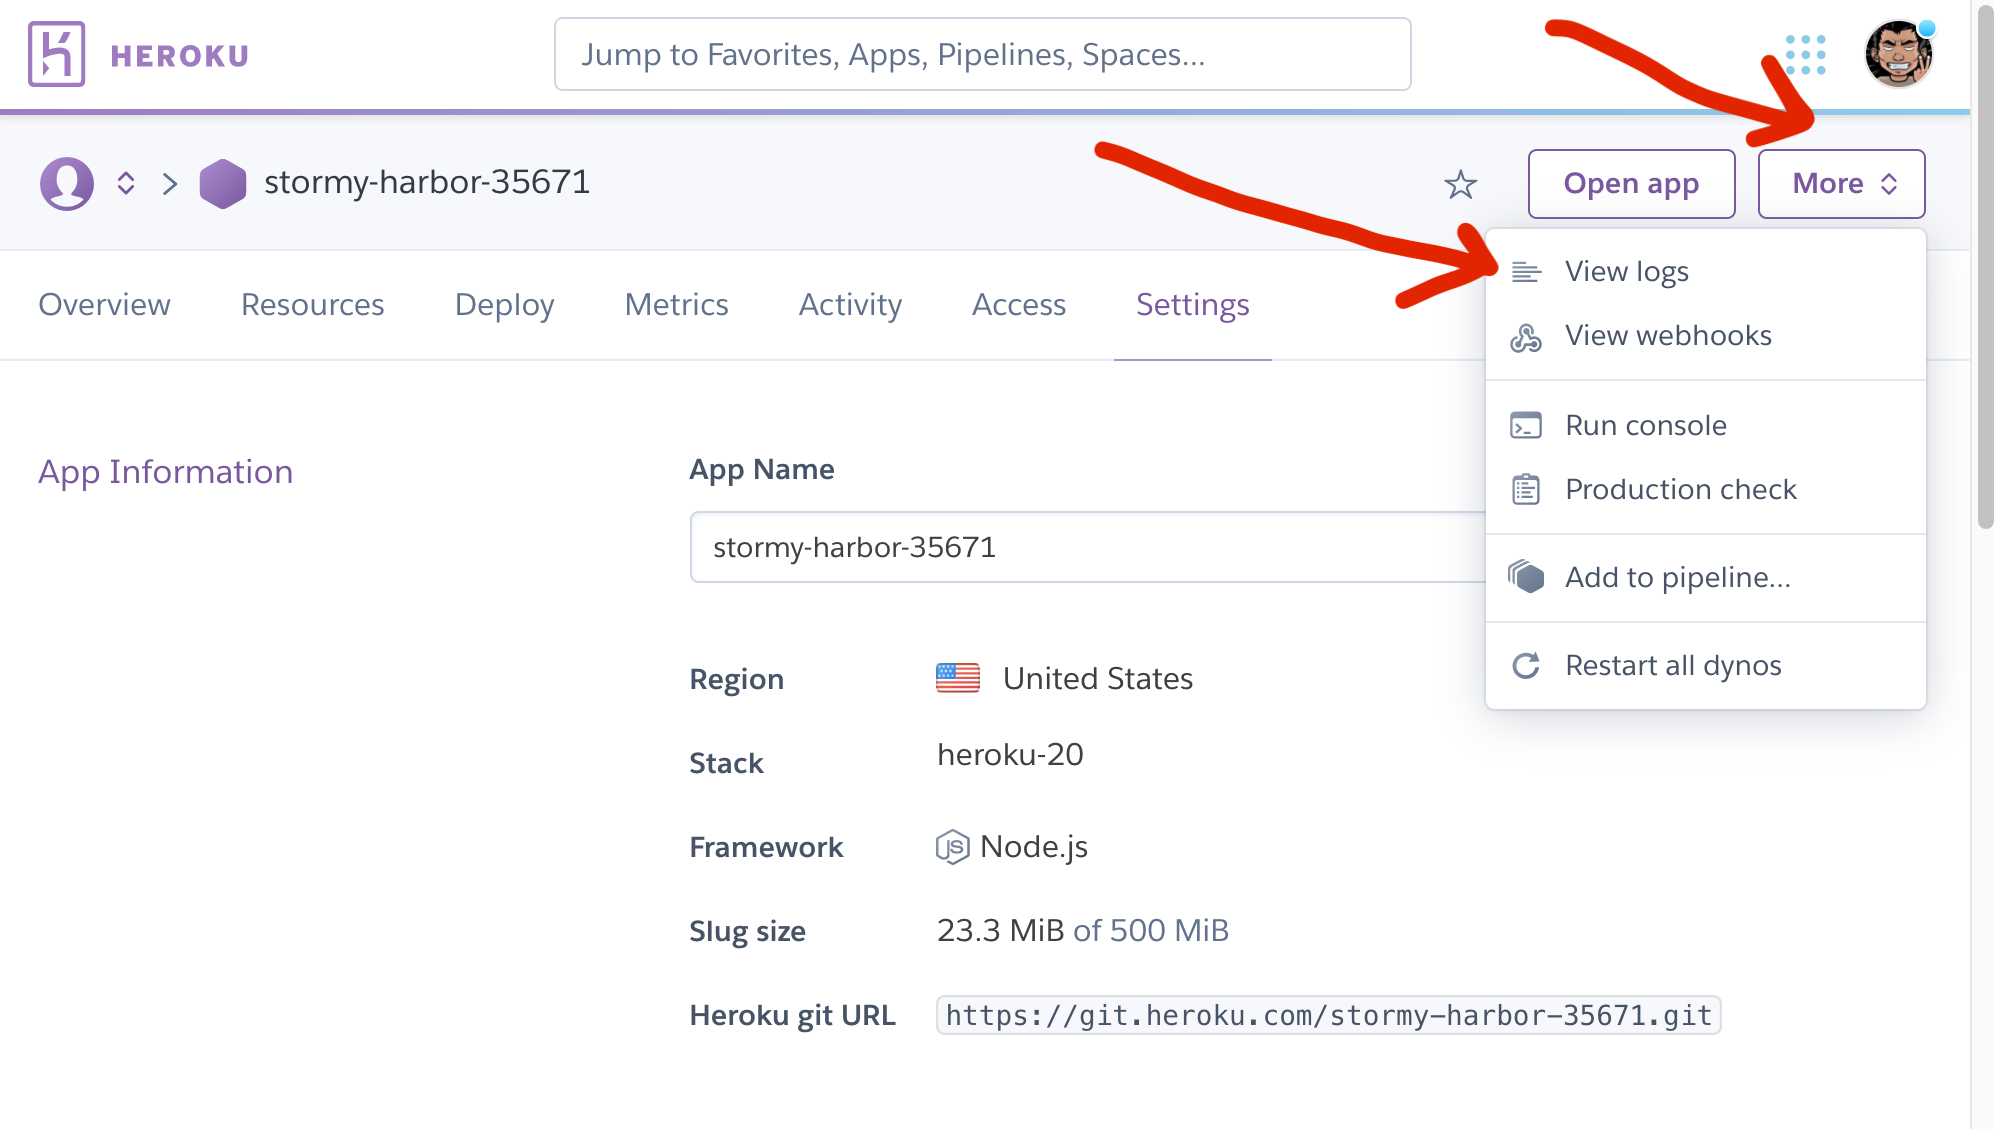 HEROKU
Jump to Favorites, Apps, Pipelines, Spaces...
stormy-harbor-35671
Open app
More
Overview
Resources
Deploy
Metrics
Activity
Access
Settings
View logs
View webhooks
Run console
Production check
Add to pipeline...
Restart all dynos
App Information
App Name
stormy-harbor-35671
Region
United States
Stack
heroku-20
Framework
JS Node.js
Slug size
23.3 MiB of 500 MiB
Heroku git URL
https://git.heroku.com/stormy-harbor-35671.git